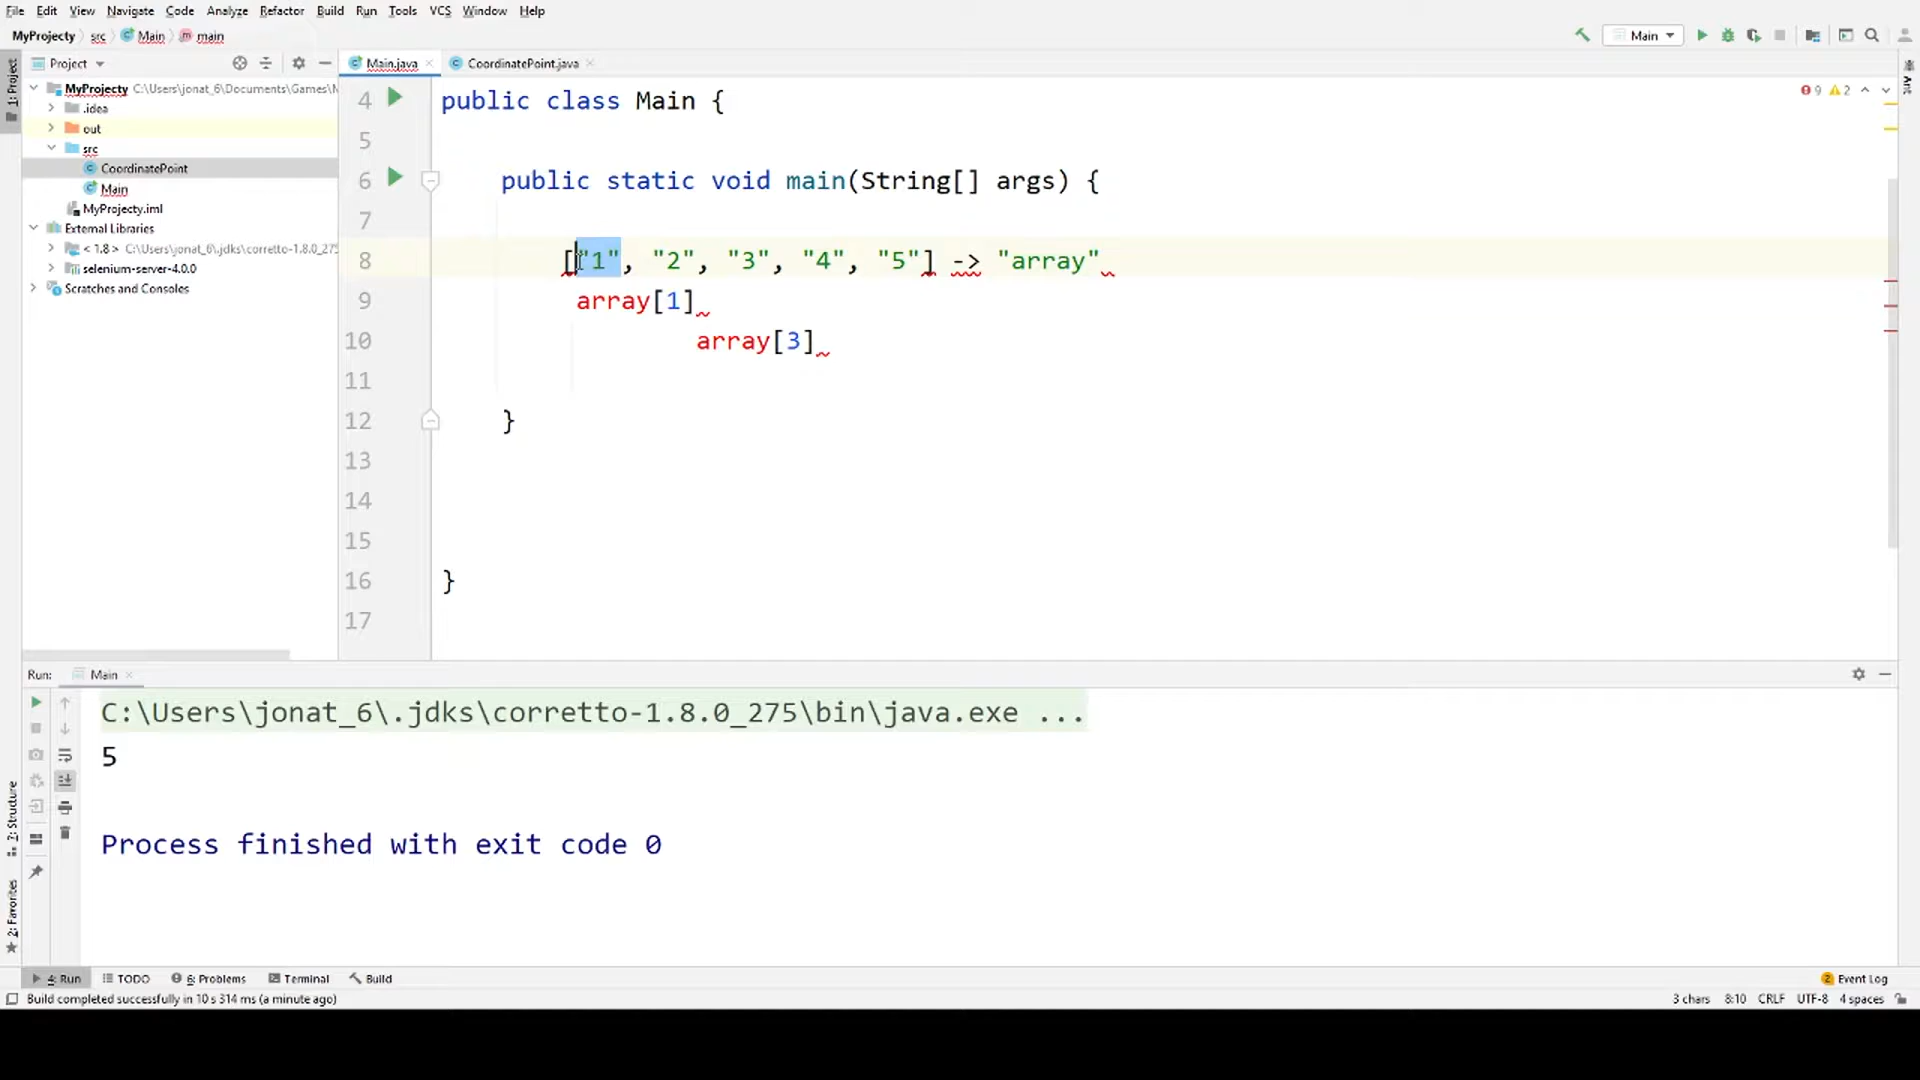 File Edit View Navigate Code Analyze Refactor Build Run Tools VCS Window Help
MyProjecty src Main main
Main
Project
Main.java CoordinatePoint.java
1: Project
Ant
MyProjecty C:\Users\jonat_6\Documents\Games\M
.idea
out
src
CoordinatePoint
Main
MyProjecty.iml
External Libraries
< 1.8 > C:\Users\jonat_6\.jdks\corretto-1.8.0_275
selenium-server-4.0.0
Scratches and Consoles
9 2
4 public class Main {
5
6 public static void main(String[] args) {
7
8 ["1", "2", "3", "4", "5"] -> "array"
9 array[1]
10 array[3]
11
12 }
13
14
15
16 }
17
Run: Main
C:\Users\jonat_6\.jdks\corretto-1.8.0_275\bin\java.exe ...
5
Process finished with exit code 0
7: Structure
2: Favorites
4: Run TODO 6: Problems Terminal Build
2 Event Log
Build completed successfully in 10 s 314 ms (a minute ago)
3 chars 8:10 CRLF UTF-8 4 spaces